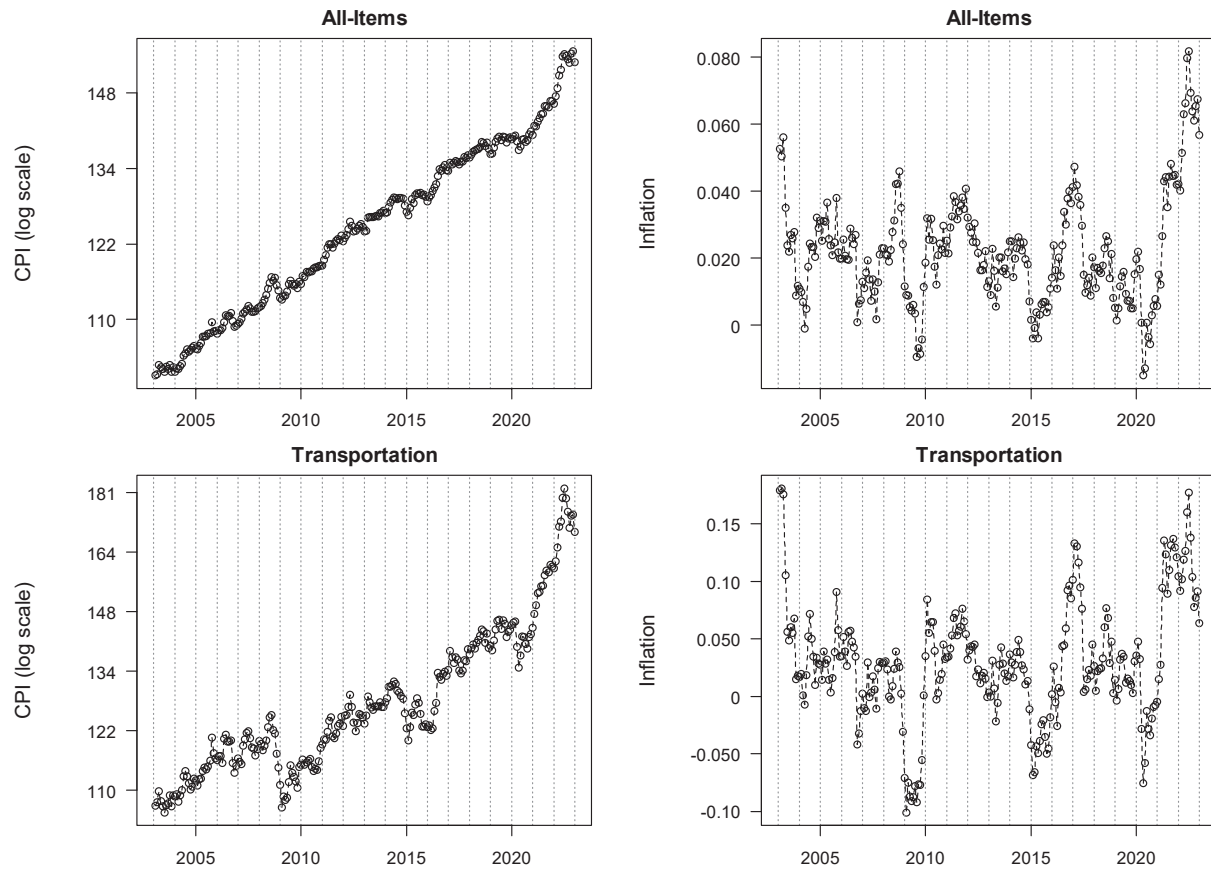 All-Items
CPI (log scale)
148
134
122
110
2005 2010 2015 2020
All-Items
Inflation
0.080
0.060
0.040
0.020
0
2005 2010 2015 2020
Transportation
CPI (log scale)
181
164
148
134
122
110
2005 2010 2015 2020
Transportation
Inflation
0.15
0.10
0.050
0
-0.050
-0.10
2005 2010 2015 2020